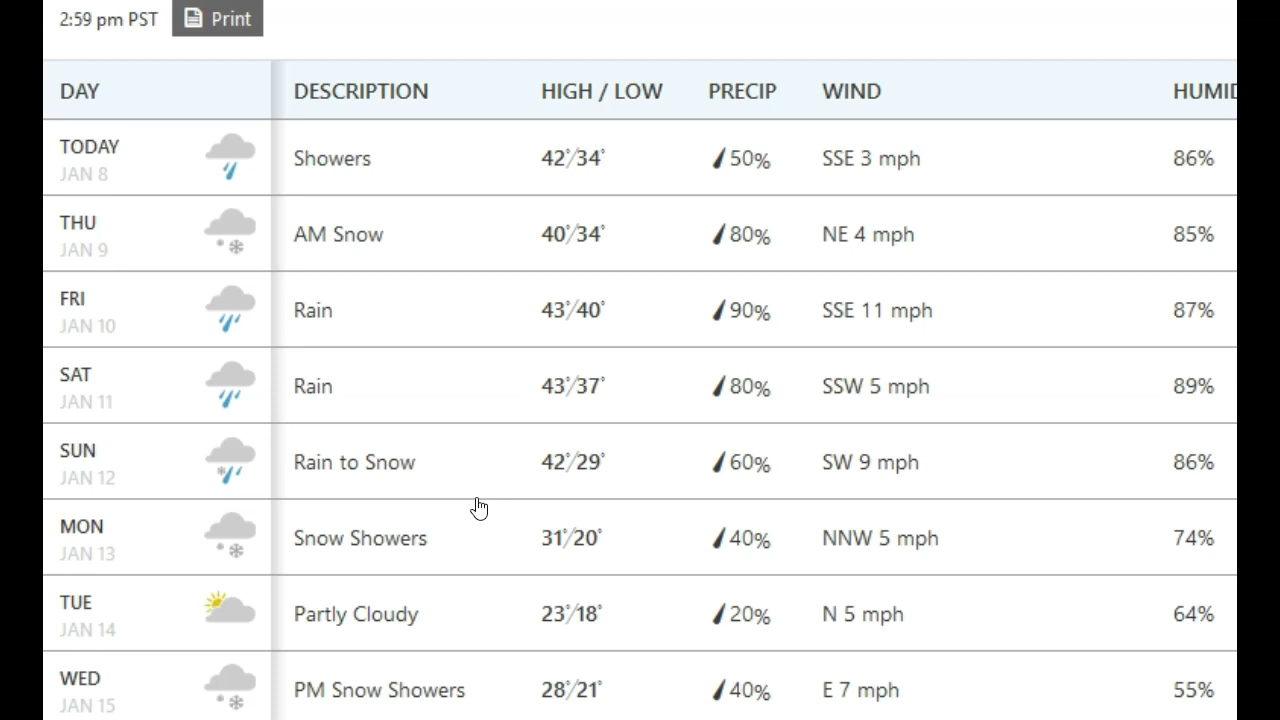 2:59 pm PST Print
DAY DESCRIPTION HIGH / LOW PRECIP WIND HUMID
TODAY
JAN 8
Showers 42°/34° 50% SSE 3 mph 86%
THU
JAN 9
AM Snow 40°/34° 80% NE 4 mph 85%
FRI
JAN 10
Rain 43°/40° 90% SSE 11 mph 87%
SAT
JAN 11
Rain 43°/37° 80% SSW 5 mph 89%
SUN
JAN 12
Rain to Snow 42°/29° 60% SW 9 mph 86%
MON
JAN 13
Snow Showers 31°/20° 40% NNW 5 mph 74%
TUE
JAN 14
Partly Cloudy 23°/18° 20% N 5 mph 64%
WED
JAN 15
PM Snow Showers 28°/21° 40% E 7 mph 55%